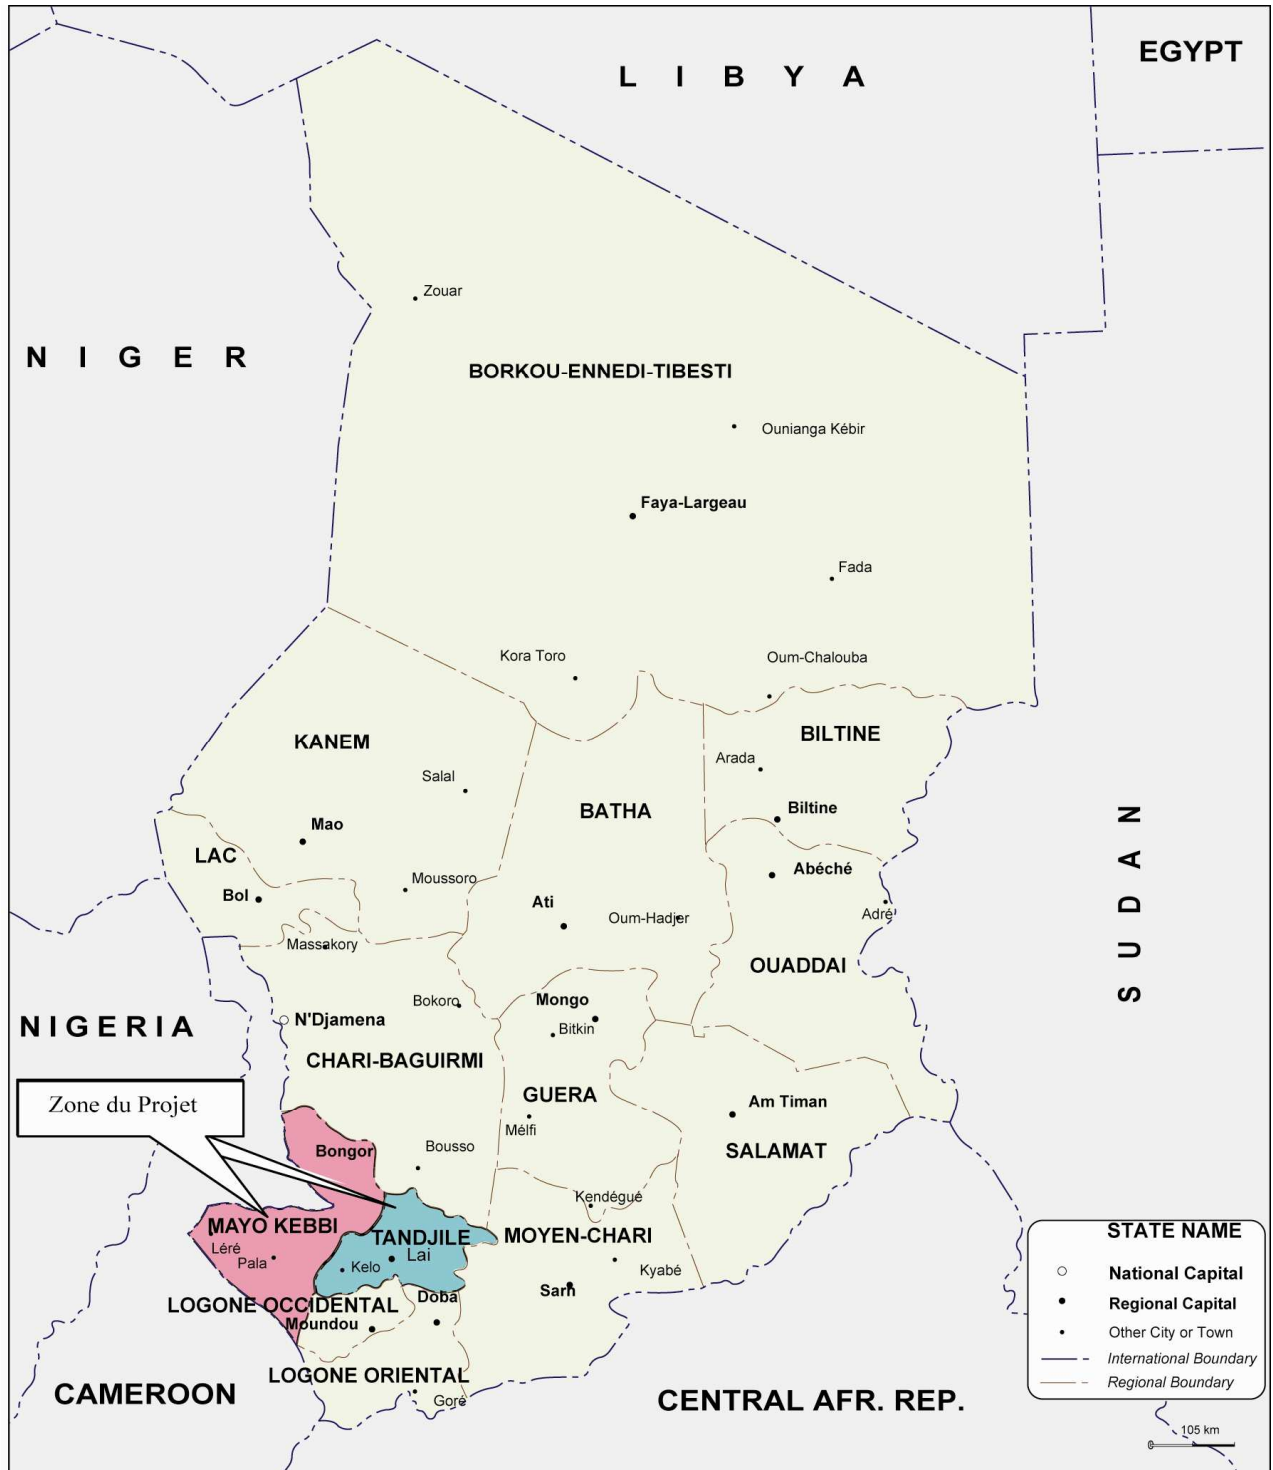 EGYPT
L I B Y A
Zouar
N I G E R
BORKOU-ENNEDI-TIBESTI
Ounianga Kébir
Faya-Largeau
Fada
Kora Toro
Oum-Chalouba
KANEM
BILTINE
Arada
Salal
BATHA
Biltine
Mao
LAC
Abéché
Moussoro
Bol
Ati
Adré
Oum-Hadjer
Massakory
OUADDAI
SUDAN
Bokoro
Mongo
N'Djamena
Bitkin
NIGERIA
CHARI-BAGUIRMI
GUERA
Zone du Projet
Am Timan
Mélfi
Bongor
Bousso
SALAMAT
Kendégué
MAYO KEBBI
TANDJILE
MOYEN-CHARI
Léré
Pala
Lai
Kelo
Kyabé
Sarh
LOGONE OCCIDENTAL
Doba
Moundou
LOGONE ORIENTAL
Goré
CAMEROON
CENTRAL AFR. REP.
STATE NAME
National Capital
Regional Capital
Other City or Town
International Boundary
Regional Boundary
105 km